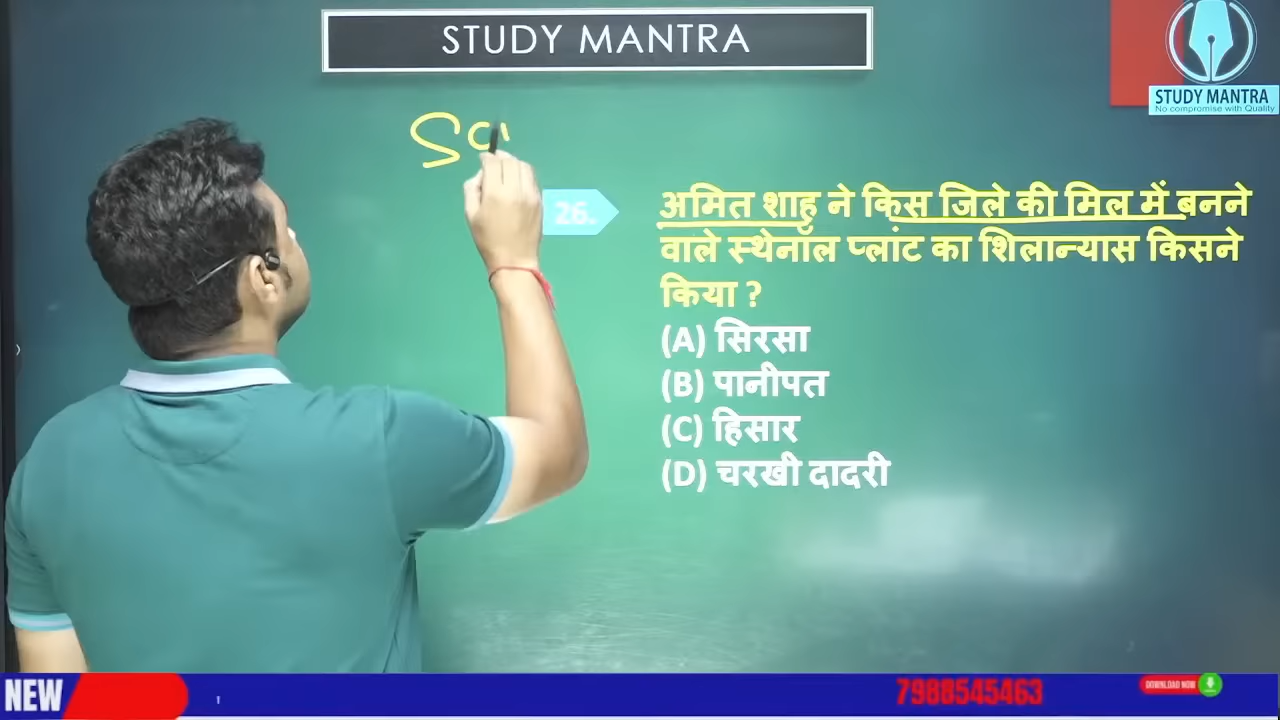 STUDY MANTRA
STUDY MANTRA
No compromise with Quality
Sa
26.
अमित शाह ने किस जिले की मिल में बनने
वाले स्थेनॉल प्लांट का शिलान्यास किसने
किया ?
(A) सिरसा
(B) पानीपत
(C) हिसार
(D) चरखी दादरी
NEW
7988545463
DOWNLOAD NOW